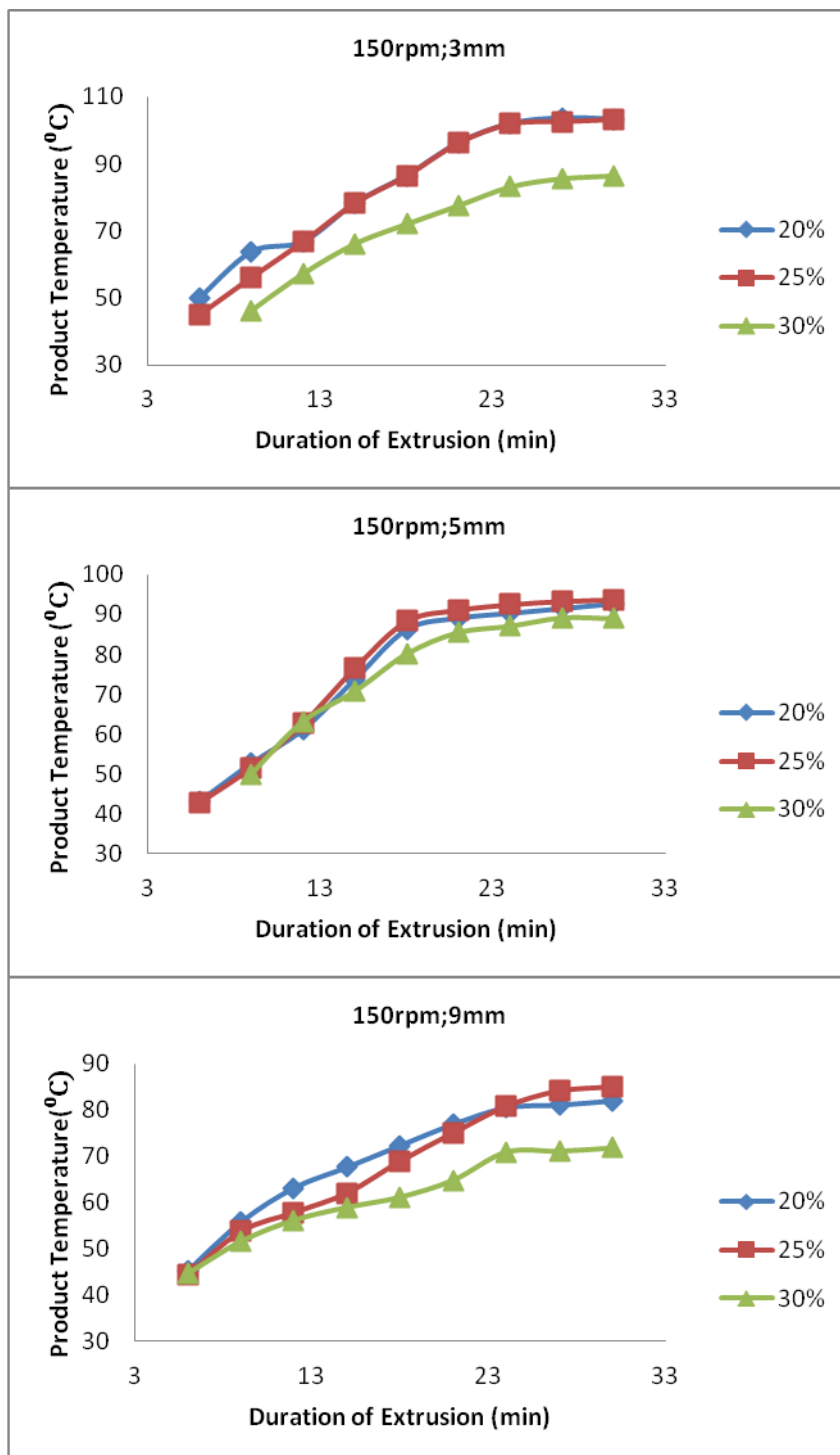 150rpm;3mm
Product Temperature (⁰C)
110
90
70
50
30
3 13 23 33
Duration of Extrusion (min)
20%
25%
30%
150rpm;5mm
Product Temperature (⁰C)
100
90
80
70
60
50
40
30
3 13 23 33
Duration of Extrusion (min)
20%
25%
30%
150rpm;9mm
Product Temperature(⁰C)
90
80
70
60
50
40
30
3 13 23 33
Duration of Extrusion (min)
20%
25%
30%